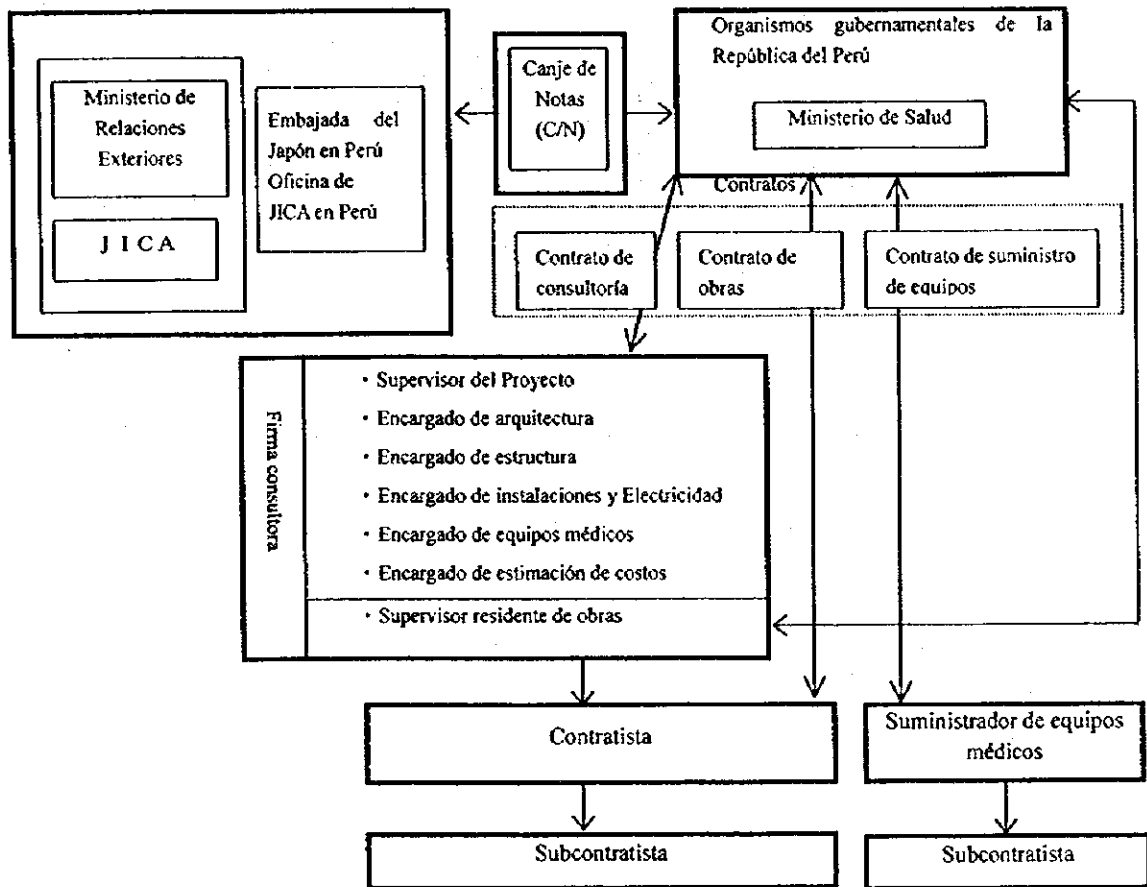 Ministerio de
Relaciones
Exteriores
J I C A
Embajada del
Japón en Perú
Oficina de
JICA en Perú
Canje de
Notas
(C/N)
Organismos gubernamentales de la
República del Perú
Ministerio de Salud
Contratos
Contrato de
consultoría
Contrato de
obras
Contrato de suministro
de equipos
Firma consultora
・Supervisor del Proyecto
・Encargado de arquitectura
・Encargado de estructura
・Encargado de instalaciones y Electricidad
・Encargado de equipos médicos
・Encargado de estimación de costos
・Supervisor residente de obras
Contratista
Suministrador de equipos
médicos
Subcontratista
Subcontratista